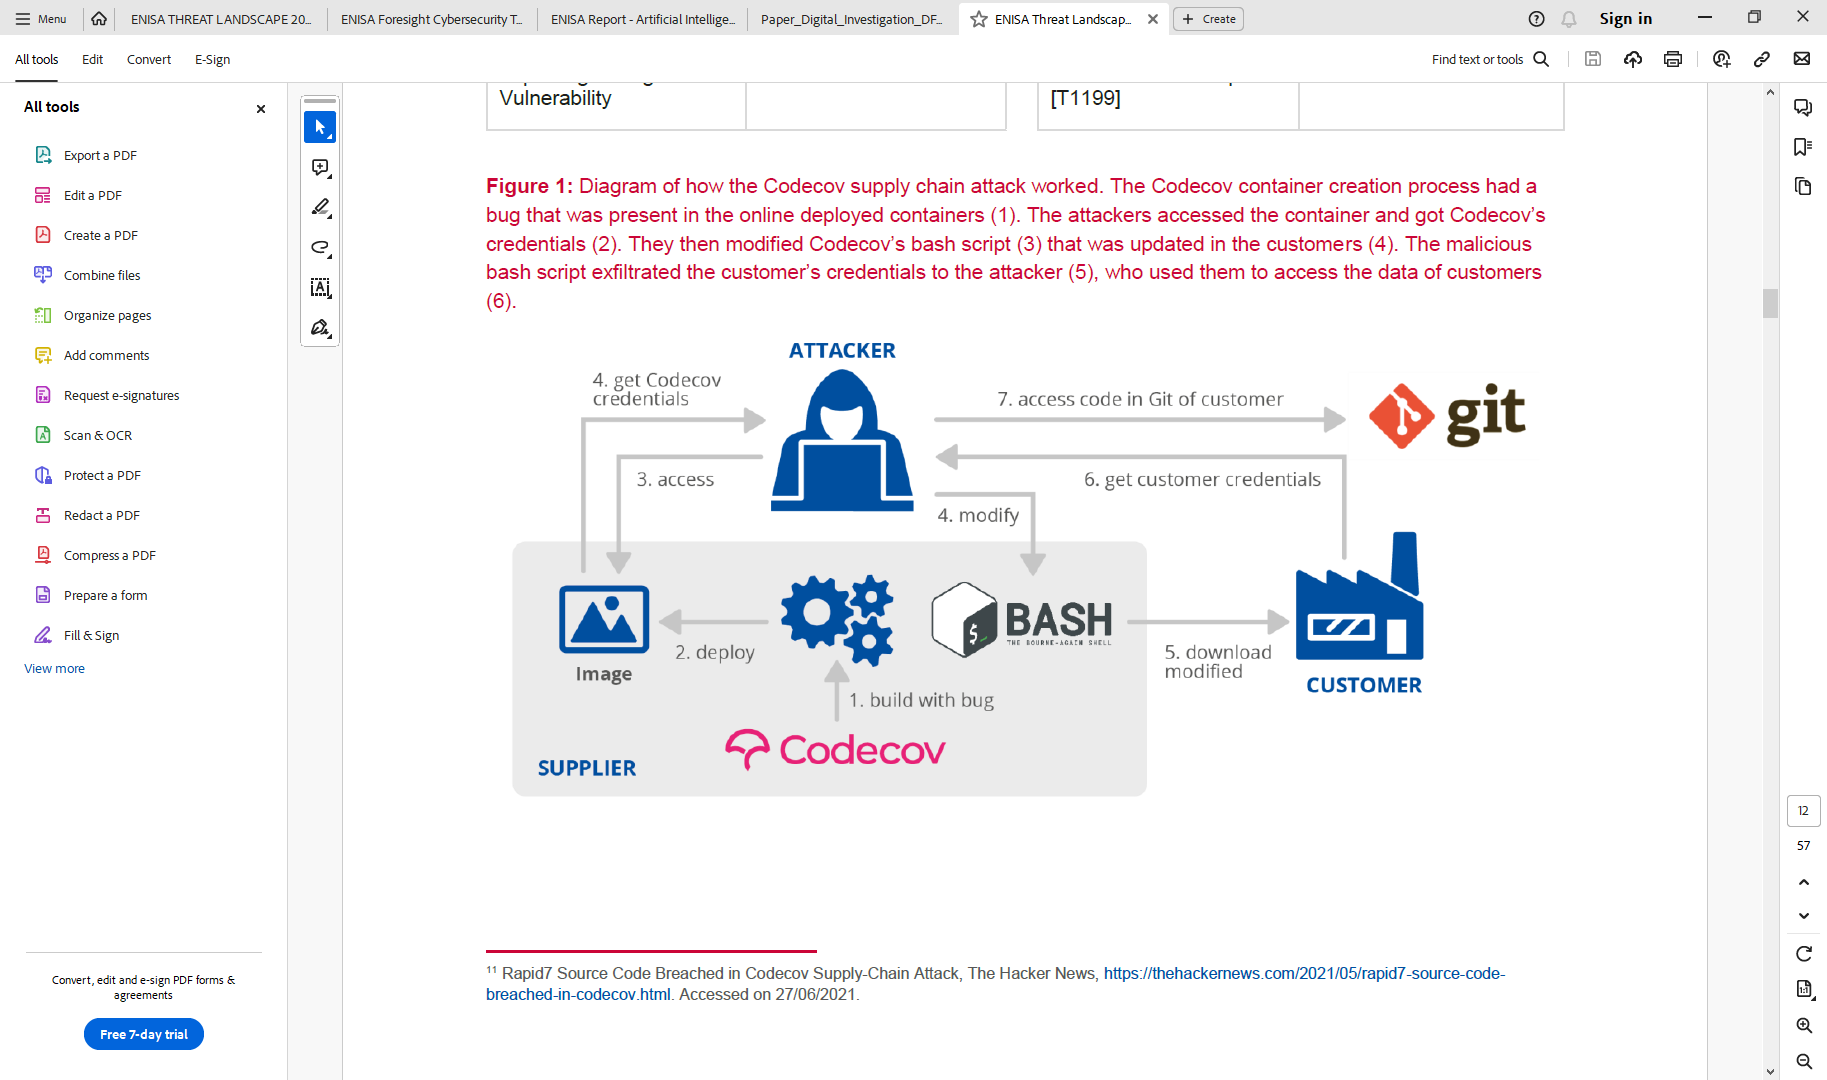 Menu
ENISA THREAT LANDSCAPE 20...
ENISA Foresight Cybersecurity T...
ENISA Report - Artificial Intellige...
Paper_Digital_Investigation_DF...
ENISA Threat Landscap...
Create
Sign in
All tools
Edit
Convert
E-Sign
Find text or tools
All tools
Export a PDF
Edit a PDF
Create a PDF
Combine files
Organize pages
Add comments
Request e-signatures
Scan & OCR
Protect a PDF
Redact a PDF
Compress a PDF
Prepare a form
Fill & Sign
View more
Convert, edit and e-sign PDF forms &
agreements
Free 7-day trial
Vulnerability
[T1199]
Figure 1: Diagram of how the Codecov supply chain attack worked. The Codecov container creation process had a
bug that was present in the online deployed containers (1). The attackers accessed the container and got Codecov's
credentials (2). They then modified Codecov's bash script (3) that was updated in the customers (4). The malicious
bash script exfiltrated the customer's credentials to the attacker (5), who used them to access the data of customers
(6).
ATTACKER
4. get Codecov
credentials
7. access code in Git of customer
git
3. access
6. get customer credentials
4. modify
BASH
THE BOURNE-AGAIN SHELL
Image
2. deploy
5. download
modified
CUSTOMER
1. build with bug
Codecov
SUPPLIER
11 Rapid7 Source Code Breached in Codecov Supply-Chain Attack, The Hacker News, https://thehackernews.com/2021/05/rapid7-source-code-
breached-in-codecov.html. Accessed on 27/06/2021.
12
57
1:1